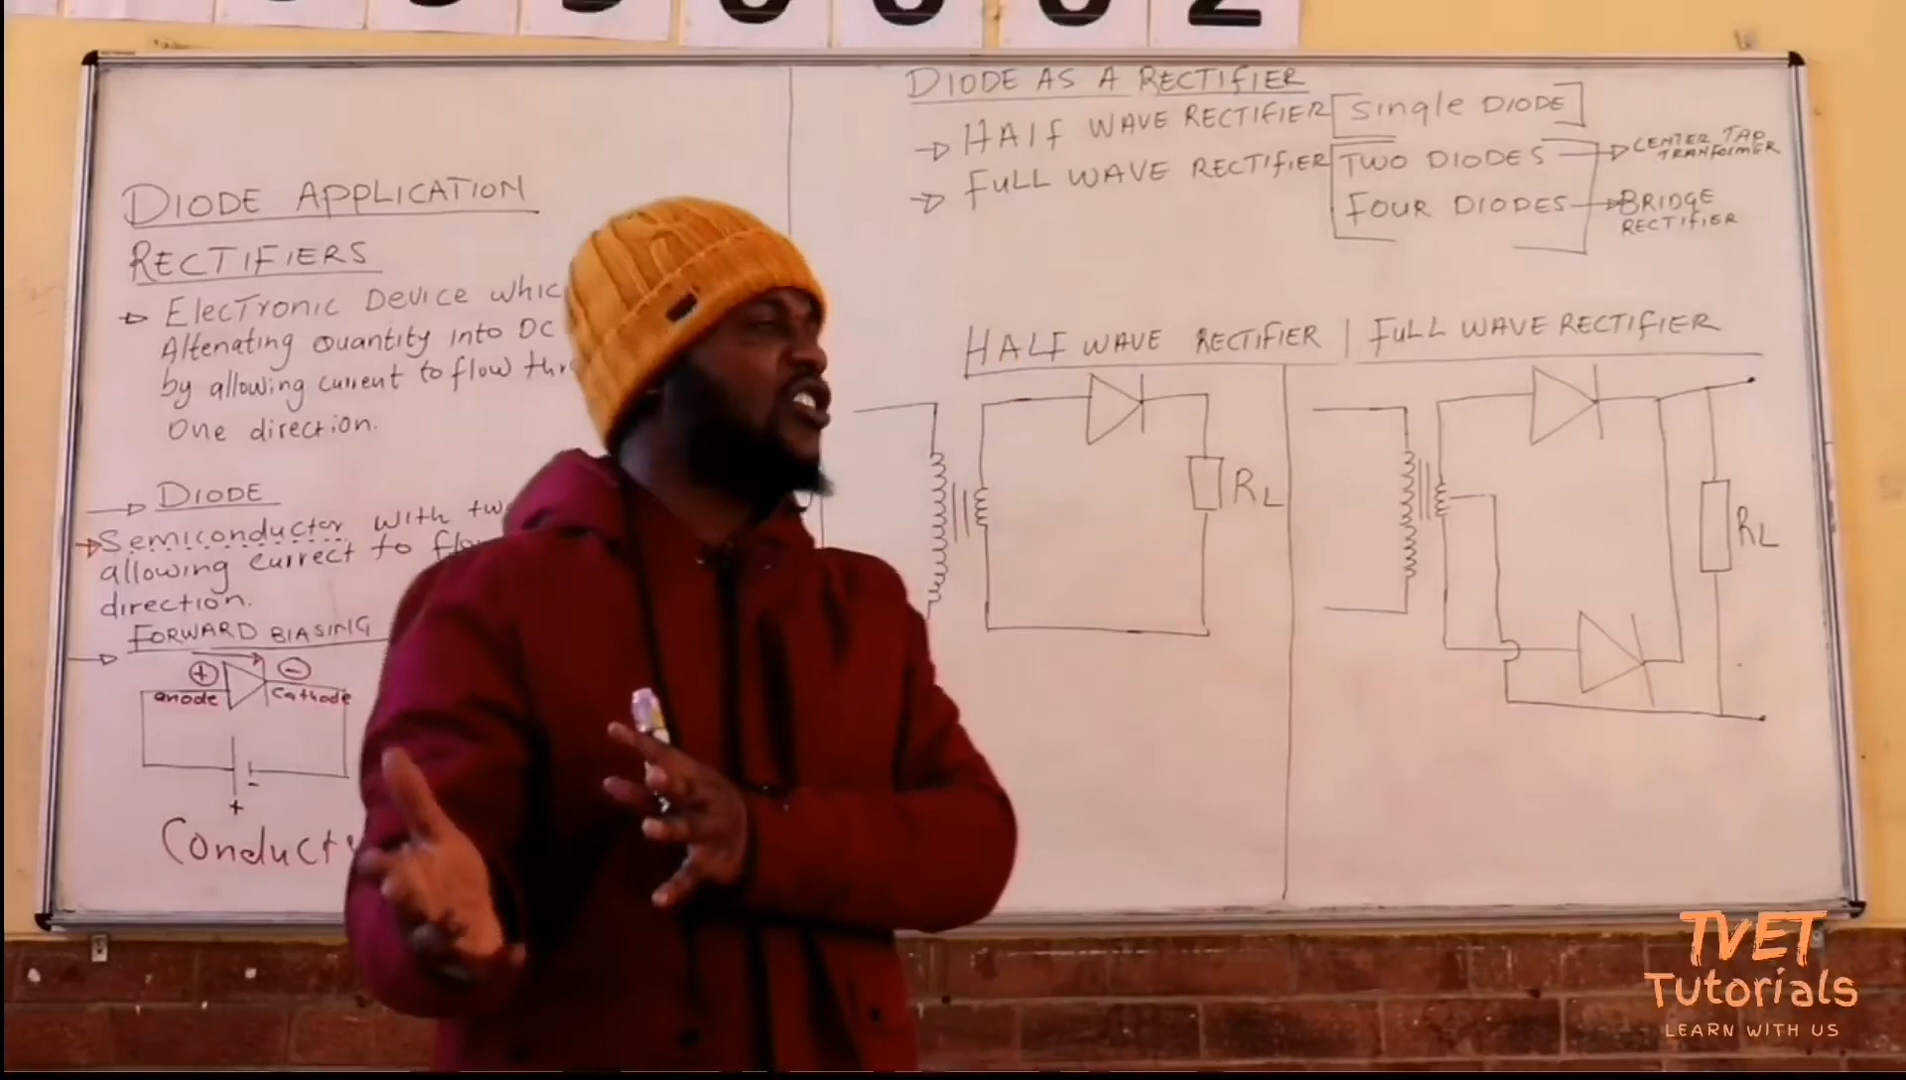 DIODE APPLICATION
RECTIFIERS
Electronic Device
Altenating Quantity into DC
by allowing current to flow
One direction.
DIODE
Semiconductor with
allowing currect to
direction.
FORWARD BIASING
+ -
anode Cathode
-
+
DIODE AS A RECTIFIER
HALF WAVE RECTIFIER [Single DIODE]
FULL WAVE RECTIFIER TWO DIODES CENTER TAP
TRANFORMER
FOUR DIODES BRIDGE
RECTIFIER
HALF WAVE RECTIFIER | FULL WAVE RECTIFIER
RL
RL
TVET
Tutorials
LEARN WITH US